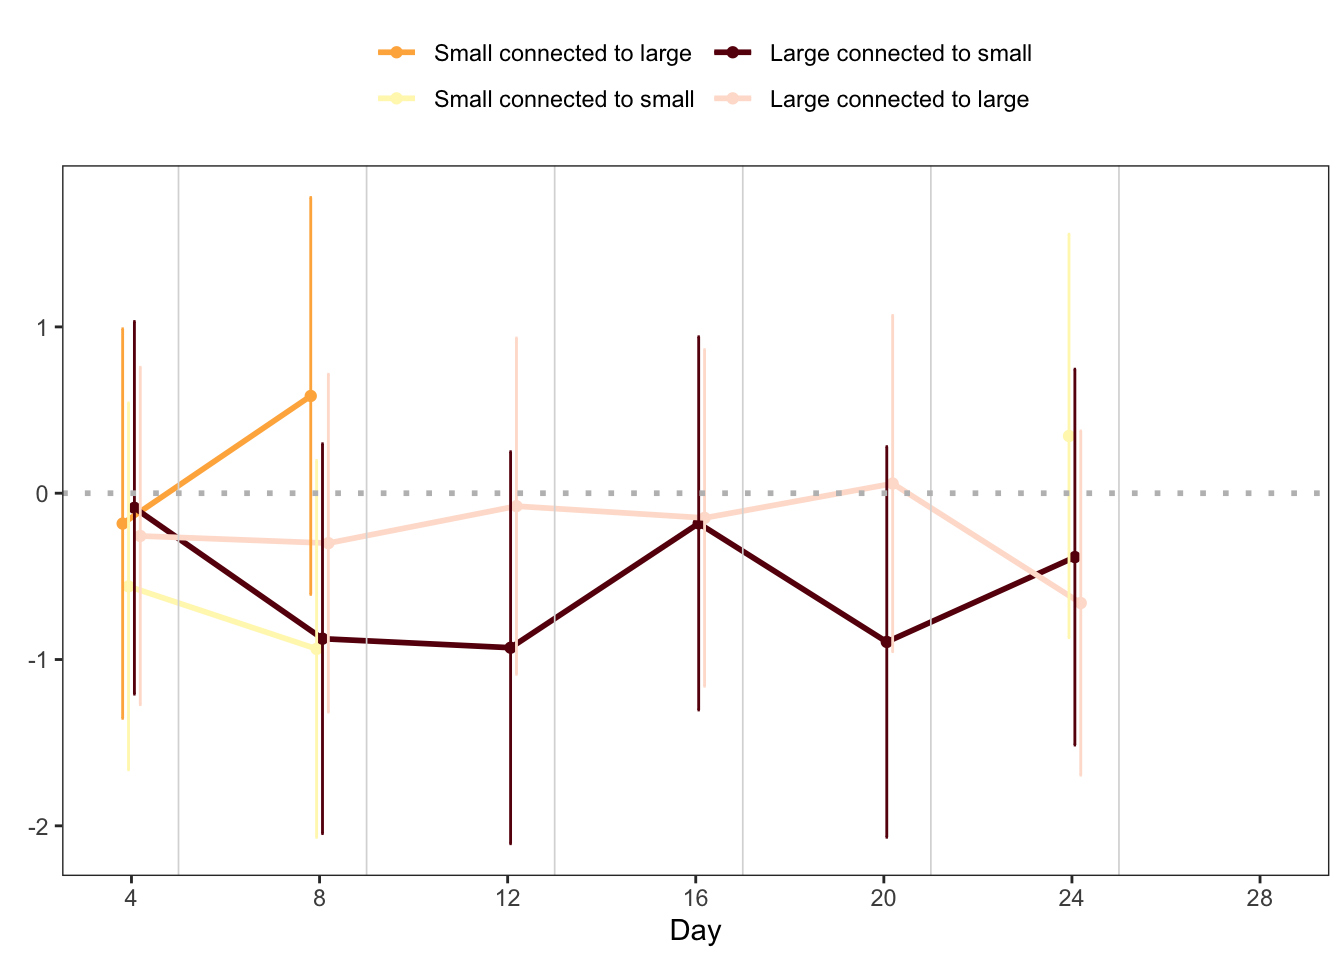 Small connected to large Large connected to small
Small connected to small Large connected to large
1
0
-1
-2
4 8 12 16 20 24 28
Day